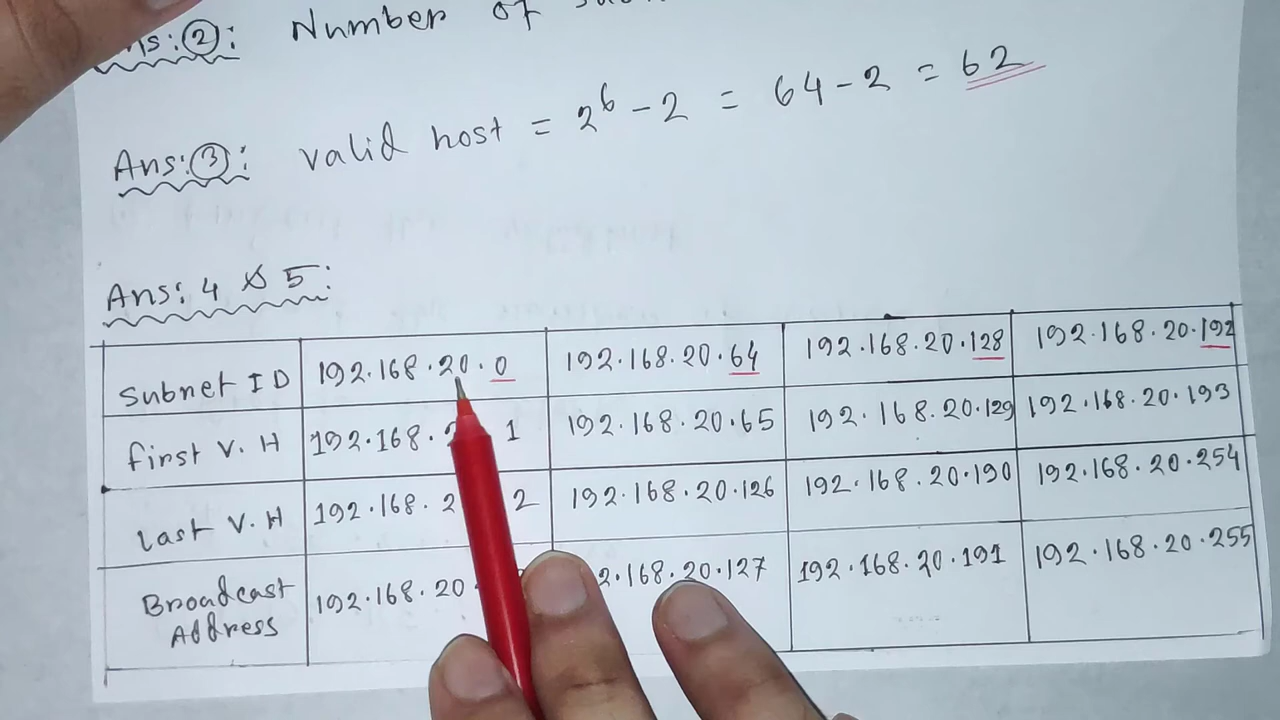 Ans:②: Number of
Ans:③: valid host = 2⁶ - 2 = 64 - 2 = 62
Ans: 4 & 5:
Subnet ID 192.168.20.0 192.168.20.64 192.168.20.128 192.168.20.192
First V.H 192.168.2 1 192.168.20.65 192.168.20.129 192.168.20.193
Last V.H 192.168.2 2 192.168.20.126 192.168.20.190 192.168.20.254
Broadcast 192.168.20 2.168.20.127 192.168.20.191 192.168.20.255
Address